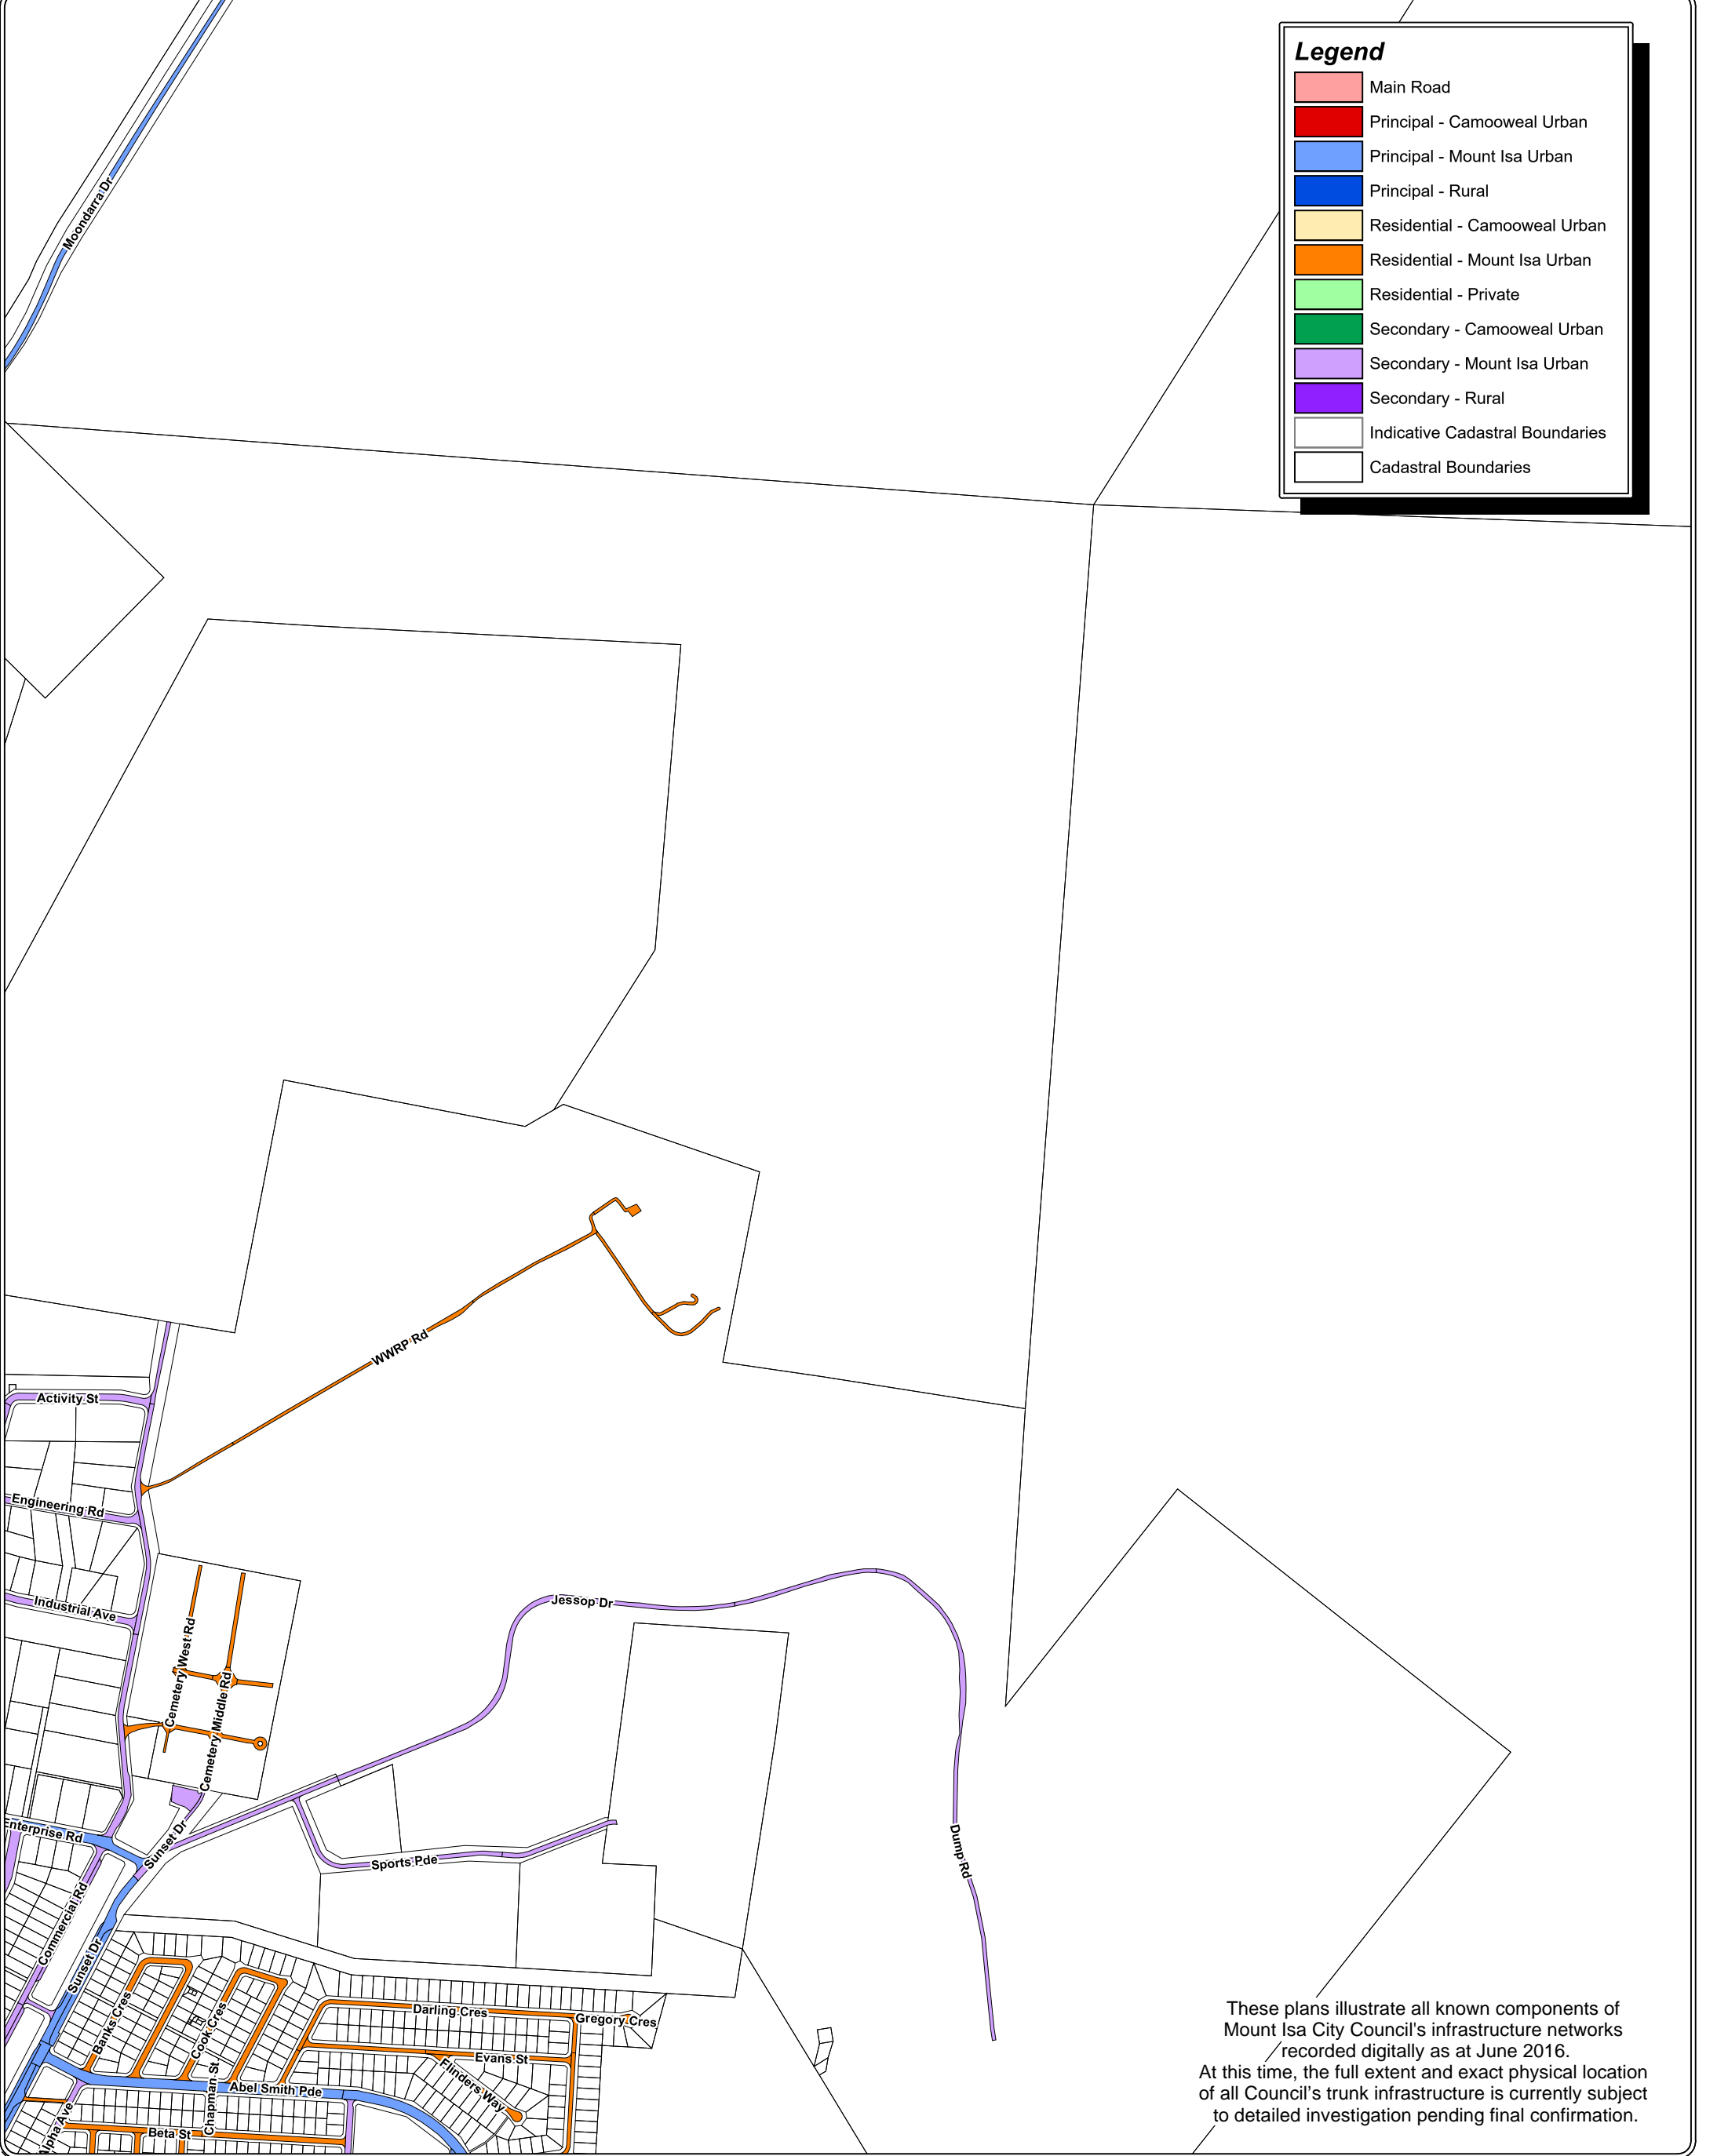 Legend
Main Road
Principal - Camooweal Urban
Principal - Mount Isa Urban
Principal - Rural
Residential - Camooweal Urban
Residential - Mount Isa Urban
Residential - Private
Secondary - Camooweal Urban
Secondary - Mount Isa Urban
Secondary - Rural
Indicative Cadastral Boundaries
Cadastral Boundaries
Moondarra Dr
WWRP Rd
Activity St
Engineering Rd
Industrial Ave
Cemetery West Rd
Cemetery Middle Rd
Jessop Dr
Enterprise Rd
Sunset Dr
Sports Pde
Dump Rd
Commercial Rd
Sunset Dr
Banks Cres
Cook Cres
Darling Cres
Gregory Cres
Evans St
Flinders Way
Abel Smith Pde
Chapman St
Alpha Ave
Beta St
These plans illustrate all known components of
Mount Isa City Council's infrastructure networks
recorded digitally as at June 2016.
At this time, the full extent and exact physical location
of all Council's trunk infrastructure is currently subject
to detailed investigation pending final confirmation.